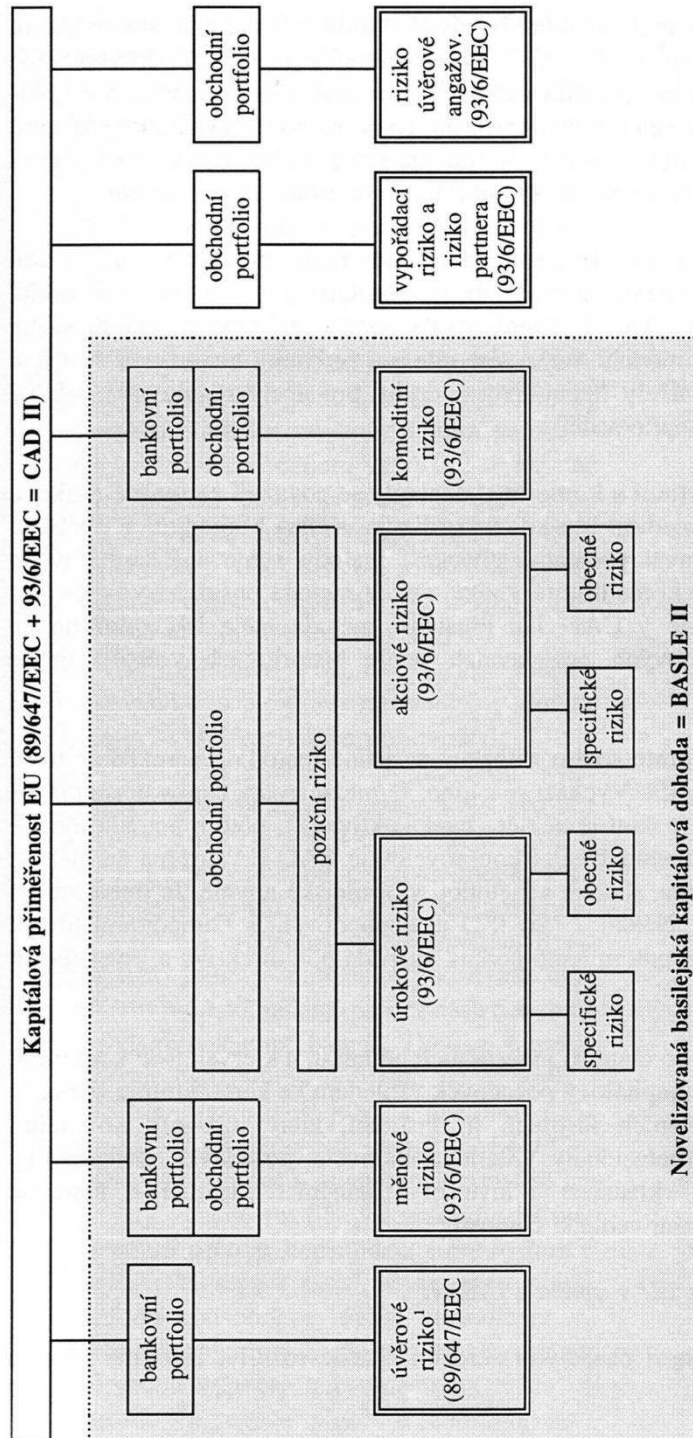 Kapitálová přiměřenost EU (89/647/EEC + 93/6/EEC = CAD II)
bankovní
portfolio
úvěrové
riziko1
(89/647/EEC
bankovní
portfolio
obchodní
portfolio
měnové
riziko
(93/6/EEC)
obchodní portfolio
poziční riziko
úrokové riziko
(93/6/EEC)
specifické
riziko
obecné
riziko
akciové riziko
(93/6/EEC)
specifické
riziko
obecné
riziko
bankovní
portfolio
obchodní
portfolio
komoditní
riziko
(93/6/EEC)
obchodní
portfolio
vypořádací
riziko a
riziko
partnera
(93/6/EEC)
obchodní
portfolio
riziko
úvěrové
angažov.
(93/6/EEC)
Novelizovaná basilejská kapitálová dohoda = BASLE II